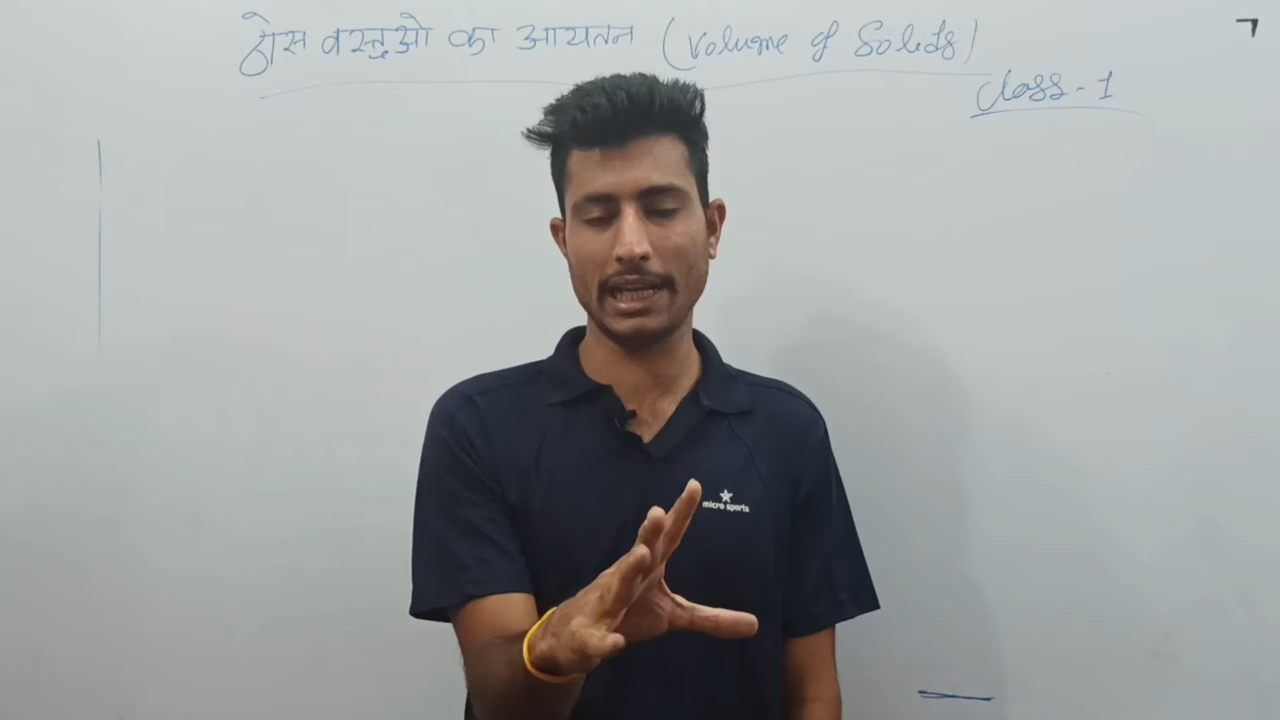 ठोस वस्तुओ का आयतन (Volume of Solids)
Class - 1
micro sports